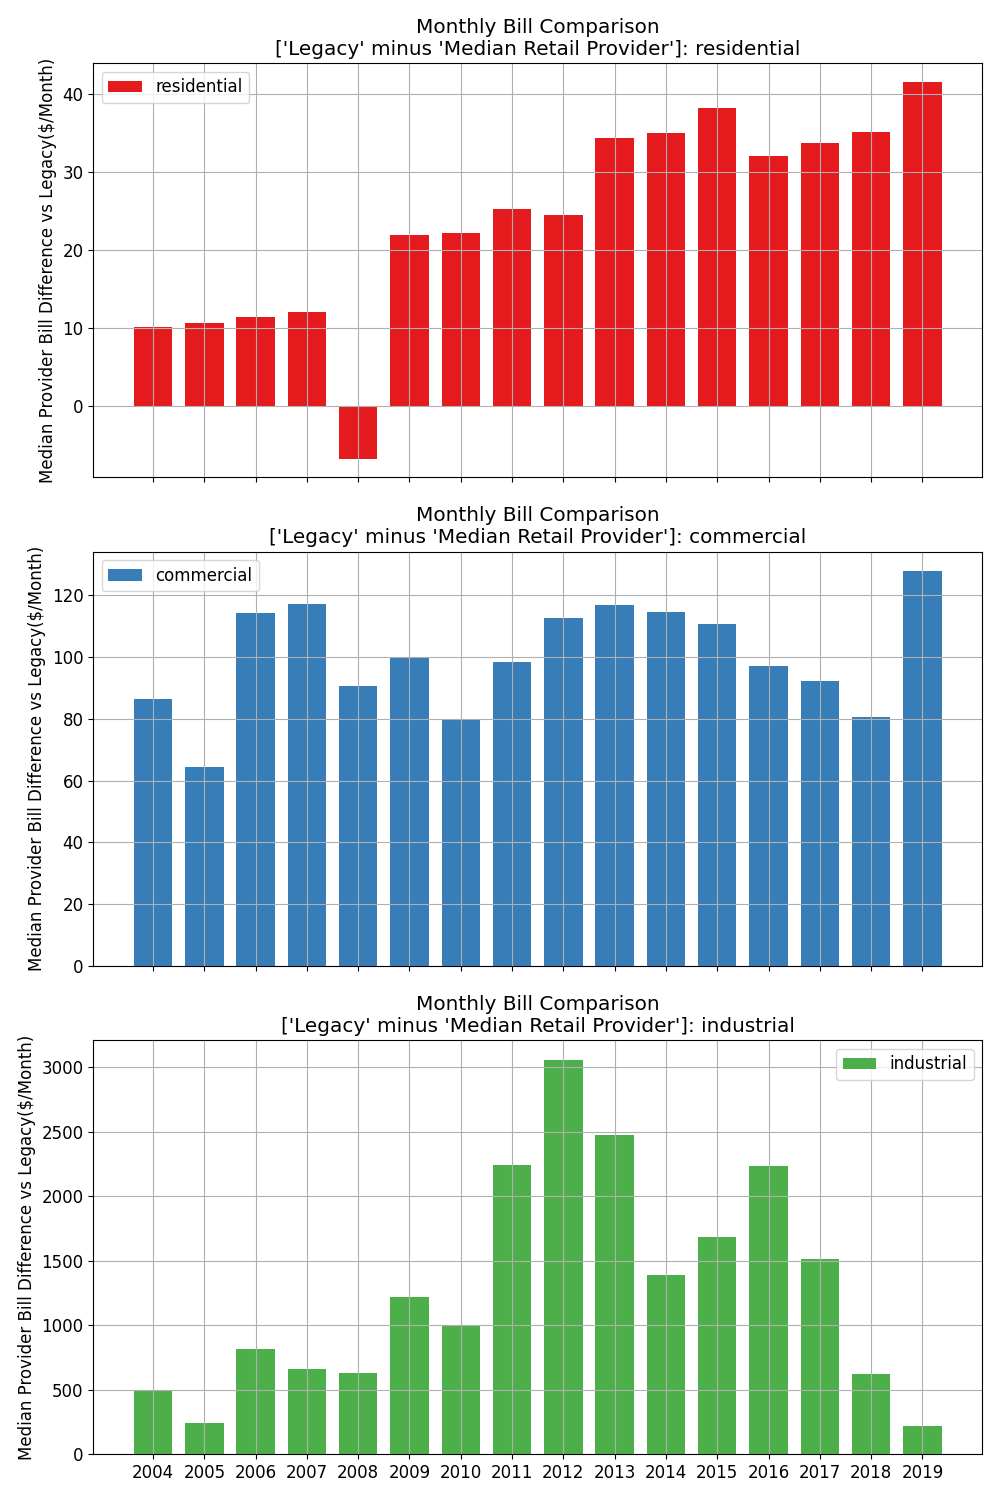 Monthly Bill Comparison
['Legacy' minus 'Median Retail Provider']: residential
Median Provider Bill Difference vs Legacy($/Month)
residential
40
30
20
10
0
Monthly Bill Comparison
['Legacy' minus 'Median Retail Provider']: commercial
Median Provider Bill Difference vs Legacy($/Month)
commercial
120
100
80
60
40
20
0
Monthly Bill Comparison
['Legacy' minus 'Median Retail Provider']: industrial
Median Provider Bill Difference vs Legacy($/Month)
industrial
3000
2500
2000
1500
1000
500
0
2004 2005 2006 2007 2008 2009 2010 2011 2012 2013 2014 2015 2016 2017 2018 2019